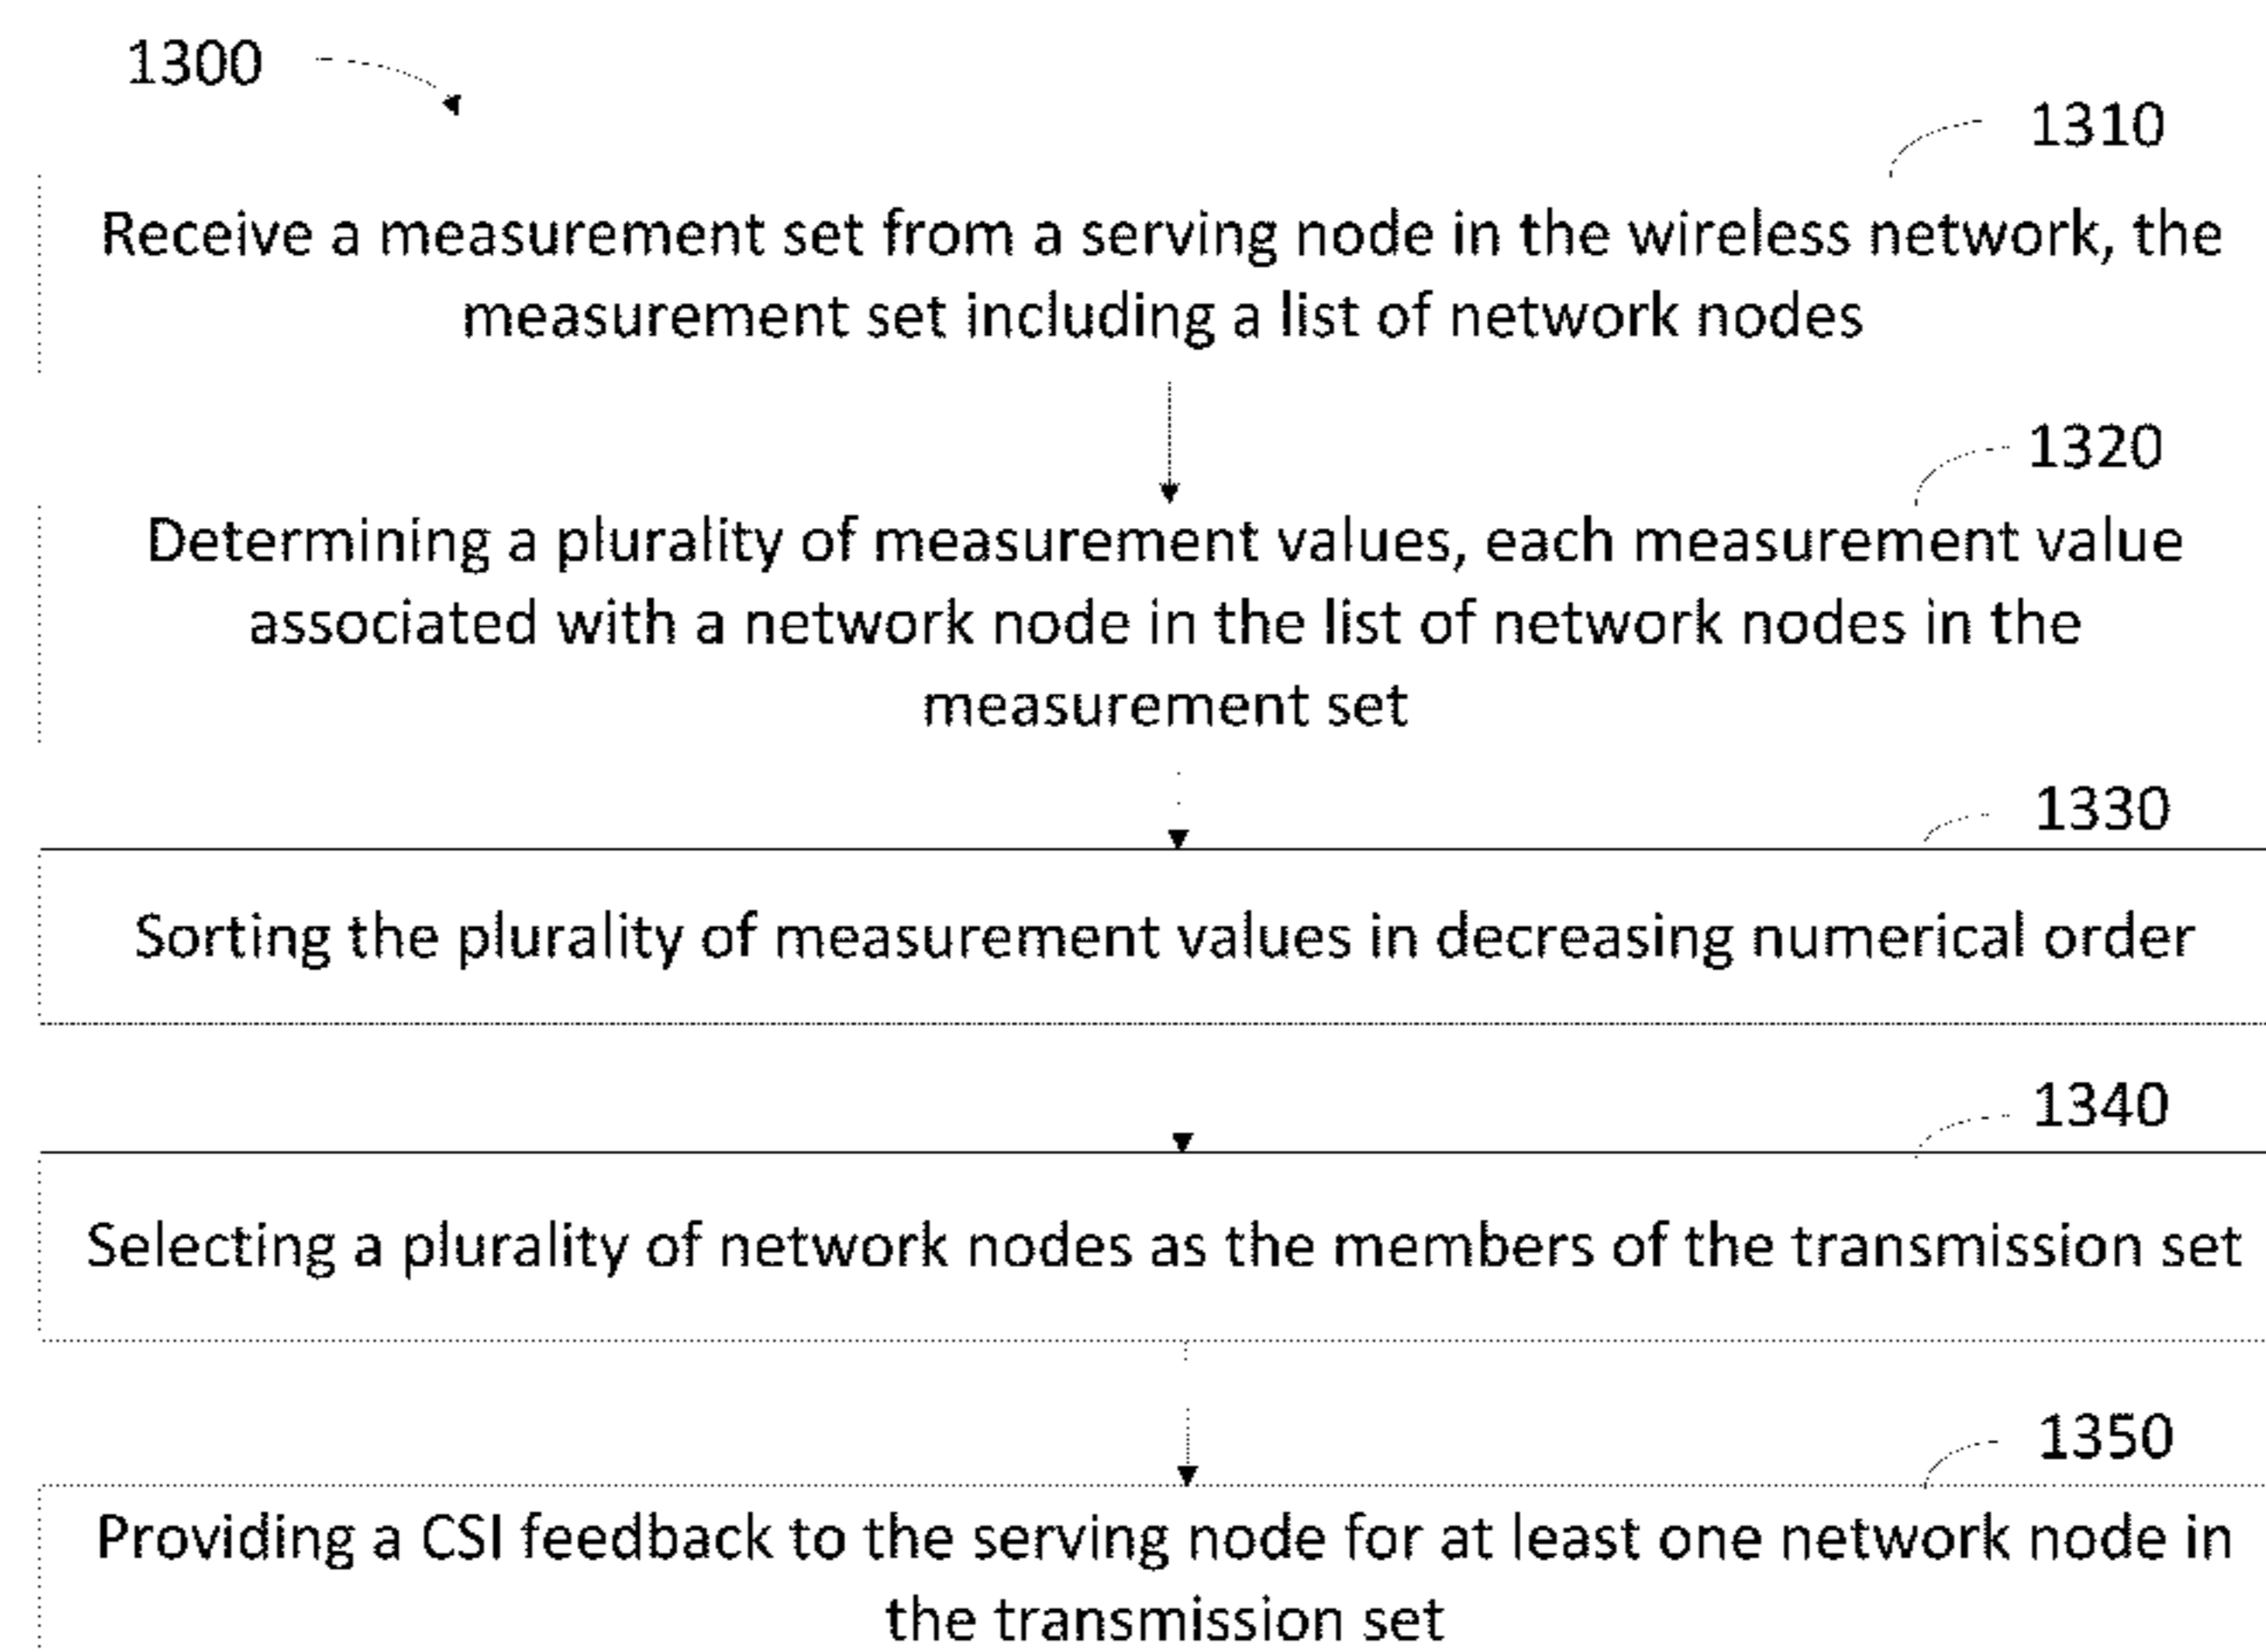 1300
1310
Receive a measurement set from a serving node in the wireless network, the
measurement set including a list of network nodes
1320
Determining a plurality of measurement values, each measurement value
associated with a network node in the list of network nodes in the
measurement set
1330
Sorting the plurality of measurement values in decreasing numerical order
1340
Selecting a plurality of network nodes as the members of the transmission set
1350
Providing a CSI feedback to the serving node for at least one network node in
the transmission set